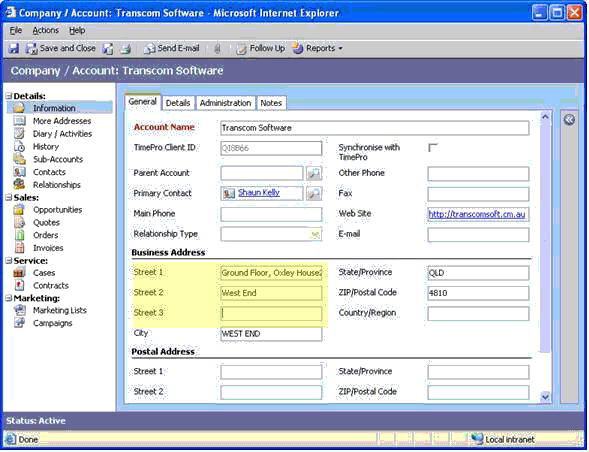 Company / Account: Transcom Software - Microsoft Internet Explorer
File Actions Help
Save and Close Send E-mail Follow Up Reports
Company / Account: Transcom Software
Details:
Information
More Addresses
Diary / Activities
History
Sub-Accounts
Contacts
Relationships
Sales:
Opportunities
Quotes
Orders
Invoices
Service:
Cases
Contracts
Marketing:
Marketing Lists
Campaigns
General Details Administration Notes
Account Name Transcom Software
TimePro Client ID QI8B66 Synchronise with
TimePro
Parent Account Other Phone
Primary Contact Shaun Kelly Fax
Main Phone Web Site http://transcomsoft.cm.au
Relationship Type E-mail
Business Address
Street 1 Ground Floor, Oxley House2 State/Province QLD
Street 2 West End ZIP/Postal Code 4810
Street 3 Country/Region
City WEST END
Postal Address
Street 1 State/Province
Street 2 ZIP/Postal Code
Status: Active
Done Local intranet